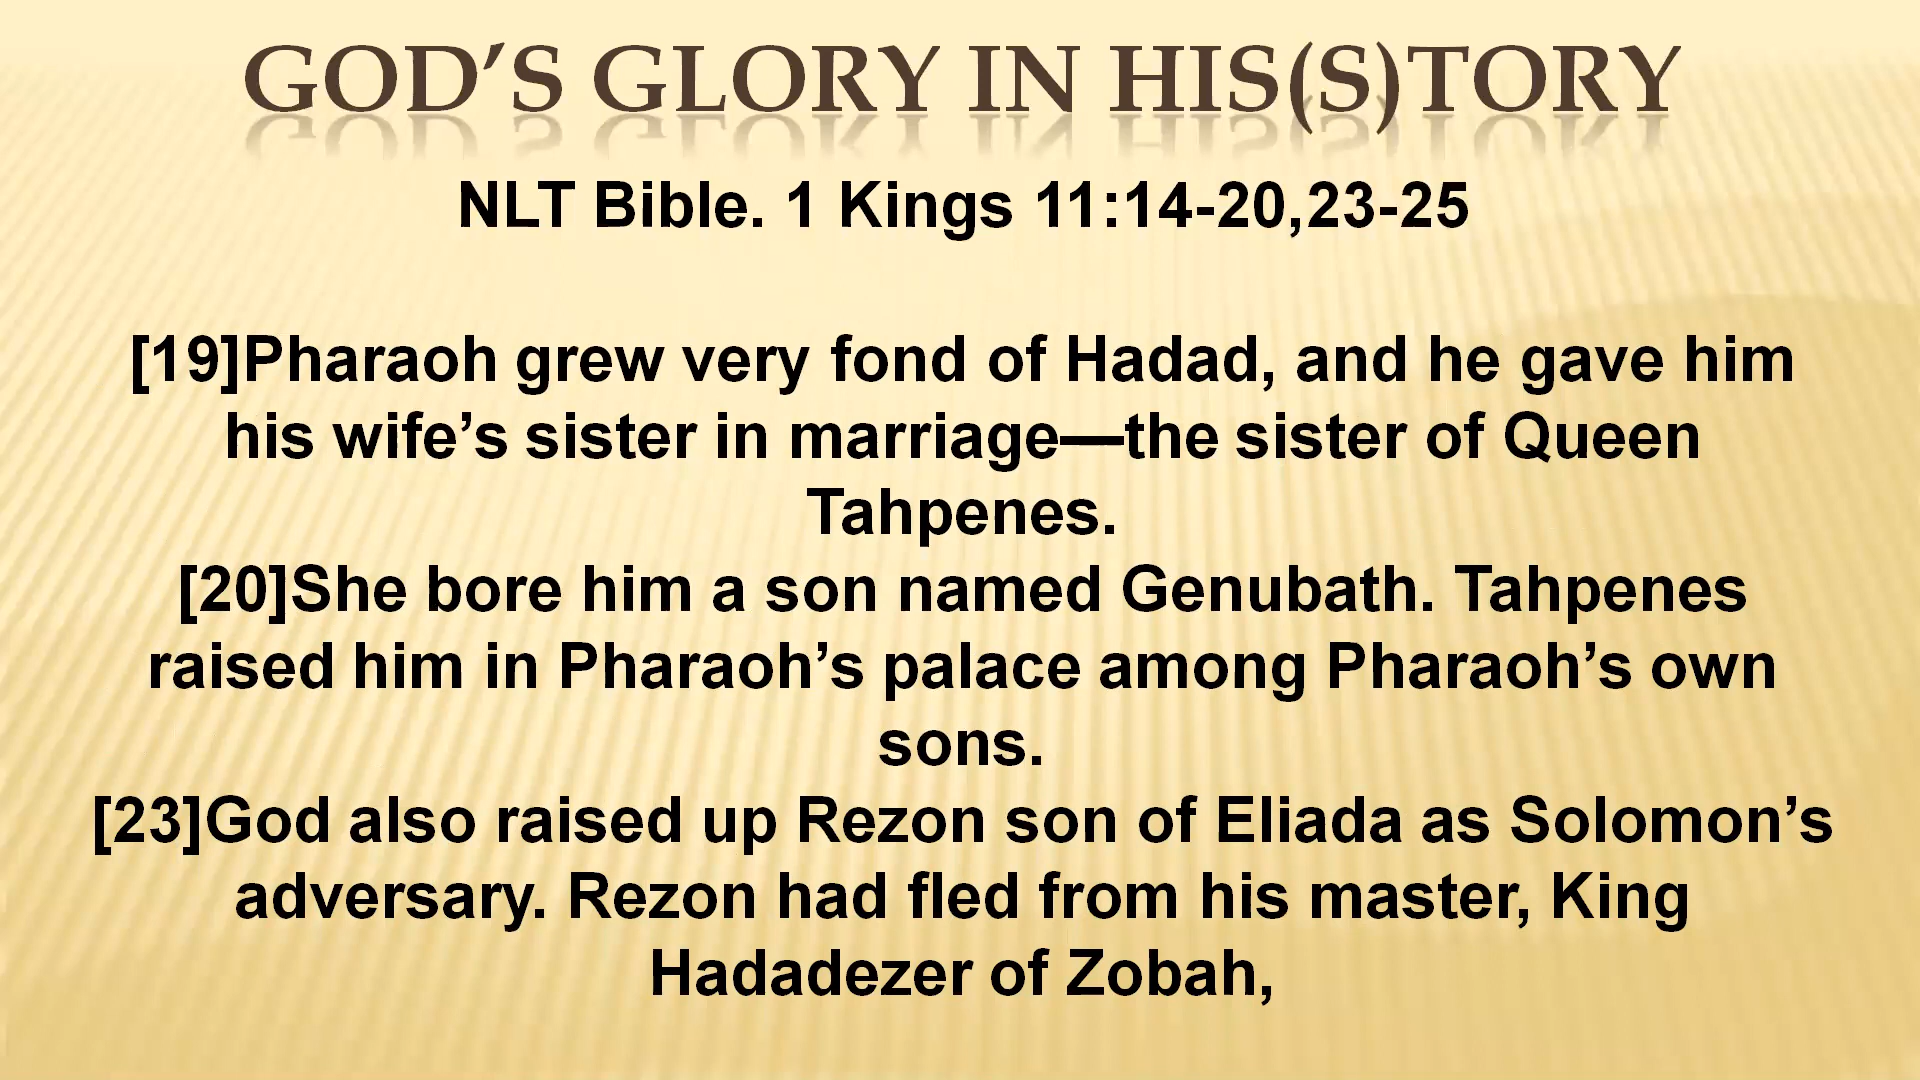 GOD’S GLORY IN HIS(S)TORY
NLT Bible. 1 Kings 11:14-20,23-25
[19]Pharaoh grew very fond of Hadad, and he gave him
his wife’s sister in marriage—the sister of Queen
Tahpenes.
[20]She bore him a son named Genubath. Tahpenes
raised him in Pharaoh’s palace among Pharaoh’s own
sons.
[23]God also raised up Rezon son of Eliada as Solomon’s
adversary. Rezon had fled from his master, King
Hadadezer of Zobah,